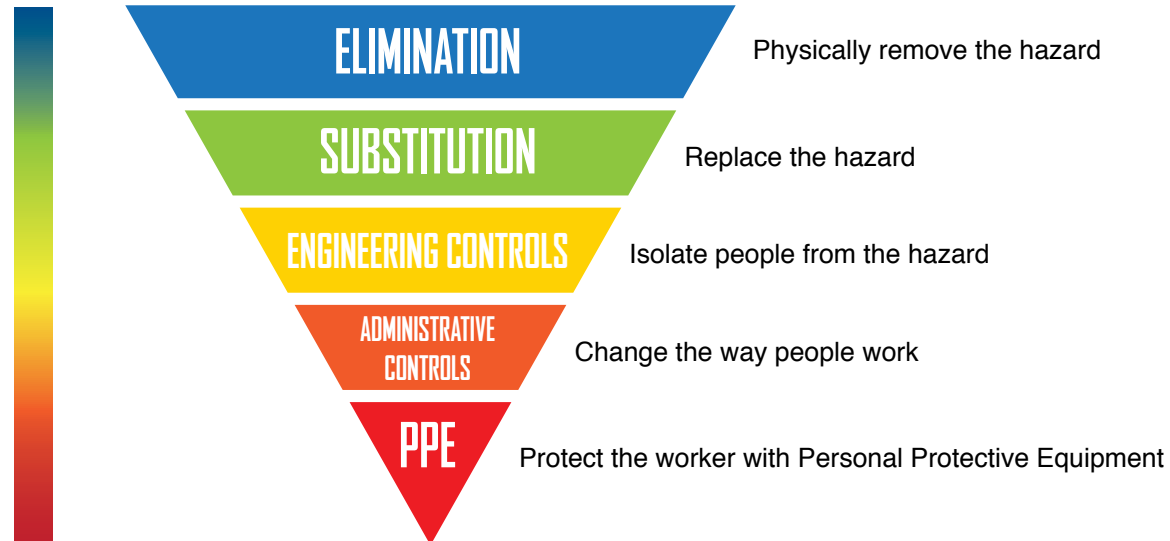 ELIMINATION
Physically remove the hazard
SUBSTITUTION
Replace the hazard
ENGINEERING CONTROLS
Isolate people from the hazard
ADMINISTRATIVE
CONTROLS
Change the way people work
PPE
Protect the worker with Personal Protective Equipment